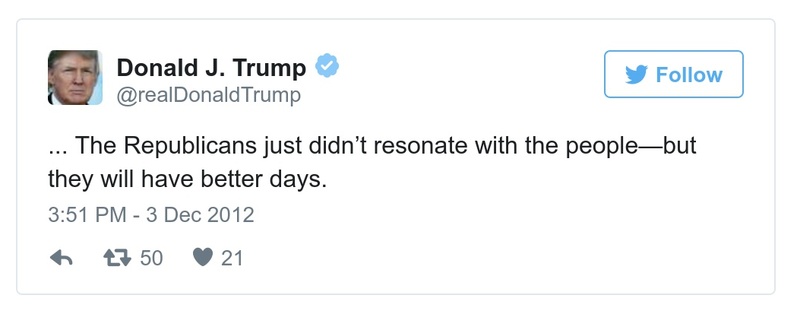 Donald J. Trump
@realDonaldTrump
Follow
... The Republicans just didn’t resonate with the people—but
they will have better days.
3:51 PM - 3 Dec 2012
50 21